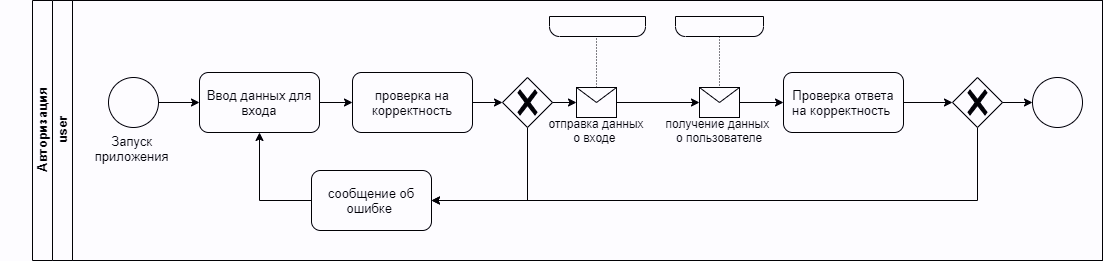 Авторизация
user
Запуск
приложения
Ввод данных для
входа
проверка на
корректность
отправка данных
о входе
получение данных
о пользователе
Проверка ответа
на корректность
сообщение об
ошибке